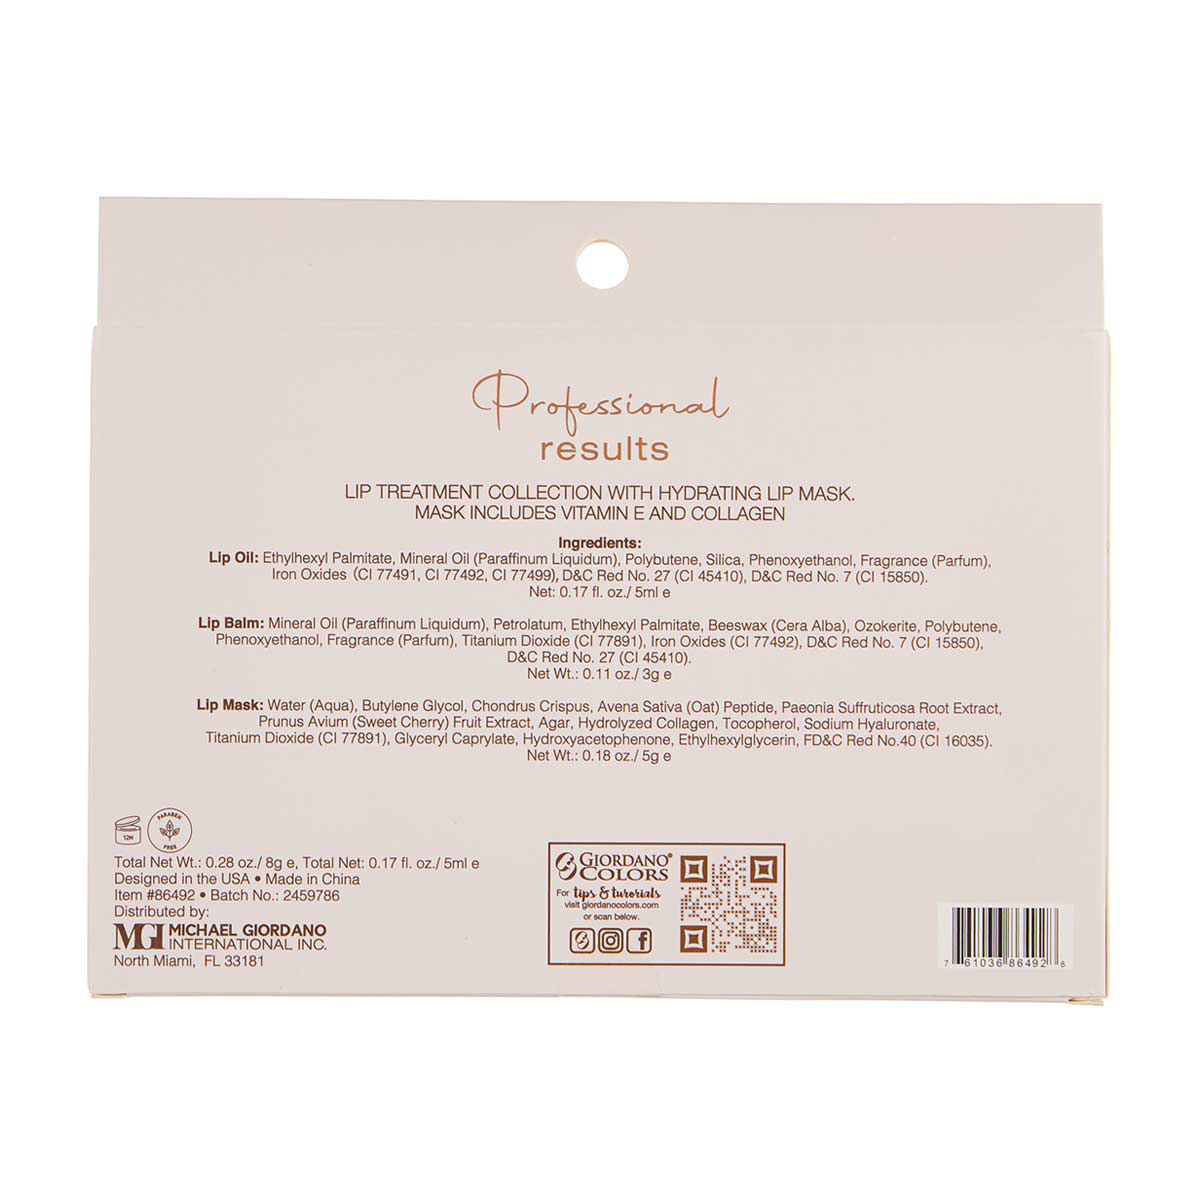 Professional
results
LIP TREATMENT COLLECTION WITH HYDRATING LIP MASK.
MASK INCLUDES VITAMIN E AND COLLAGEN
Ingredients:
Lip Oil: Ethylhexyl Palmitate, Mineral Oil (Paraffinum Liquidum), Polybutene, Silica, Phenoxyethanol, Fragrance (Parfum),
Iron Oxides (CI 77491, CI 77492, CI 77499), D&C Red No. 27 (CI 45410), D&C Red No. 7 (CI 15850).
Net: 0.17 fl. oz./ 5ml e
Lip Balm: Mineral Oil (Paraffinum Liquidum), Petrolatum, Ethylhexyl Palmitate, Beeswax (Cera Alba), Ozokerite, Polybutene,
Phenoxyethanol, Fragrance (Parfum), Titanium Dioxide (CI 77891), Iron Oxides (CI 77492), D&C Red No. 7 (CI 15850),
D&C Red No. 27 (CI 45410).
Net Wt.: 0.11 oz./ 3g e
Lip Mask: Water (Aqua), Butylene Glycol, Chondrus Crispus, Avena Sativa (Oat) Peptide, Paeonia Suffruticosa Root Extract,
Prunus Avium (Sweet Cherry) Fruit Extract, Agar, Hydrolyzed Collagen, Tocopherol, Sodium Hyaluronate,
Titanium Dioxide (CI 77891), Glyceryl Caprylate, Hydroxyacetophenone, Ethylhexylglycerin, FD&C Red No.40 (CI 16035).
Net Wt.: 0.18 oz./ 5g e
12M
PARABEN
FREE
Total Net Wt.: 0.28 oz./ 8g e, Total Net: 0.17 fl. oz./ 5ml e
Designed in the USA • Made in China
Item #86492 • Batch No.: 2459786
Distributed by:
MGI MICHAEL GIORDANO
INTERNATIONAL INC.
North Miami, FL 33181
GIORDANO®
COLORS
For tips & tutorials
visit giordanocolors.com
or scan below.
7 61036 86492 8